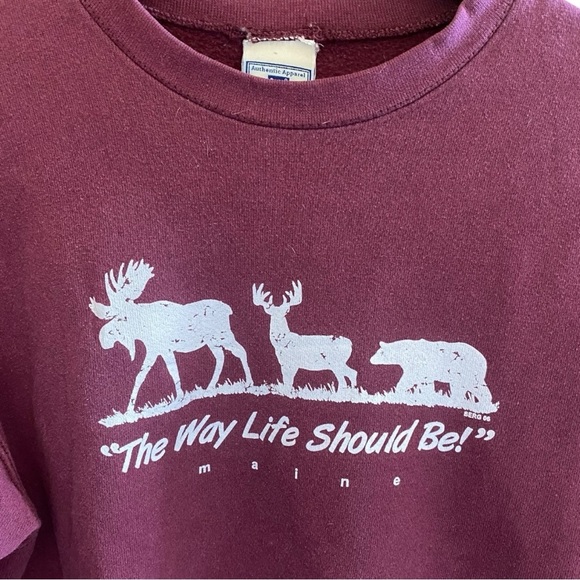 Authentic Apparel
BERG 06
“The Way Life Should Be!”
maine